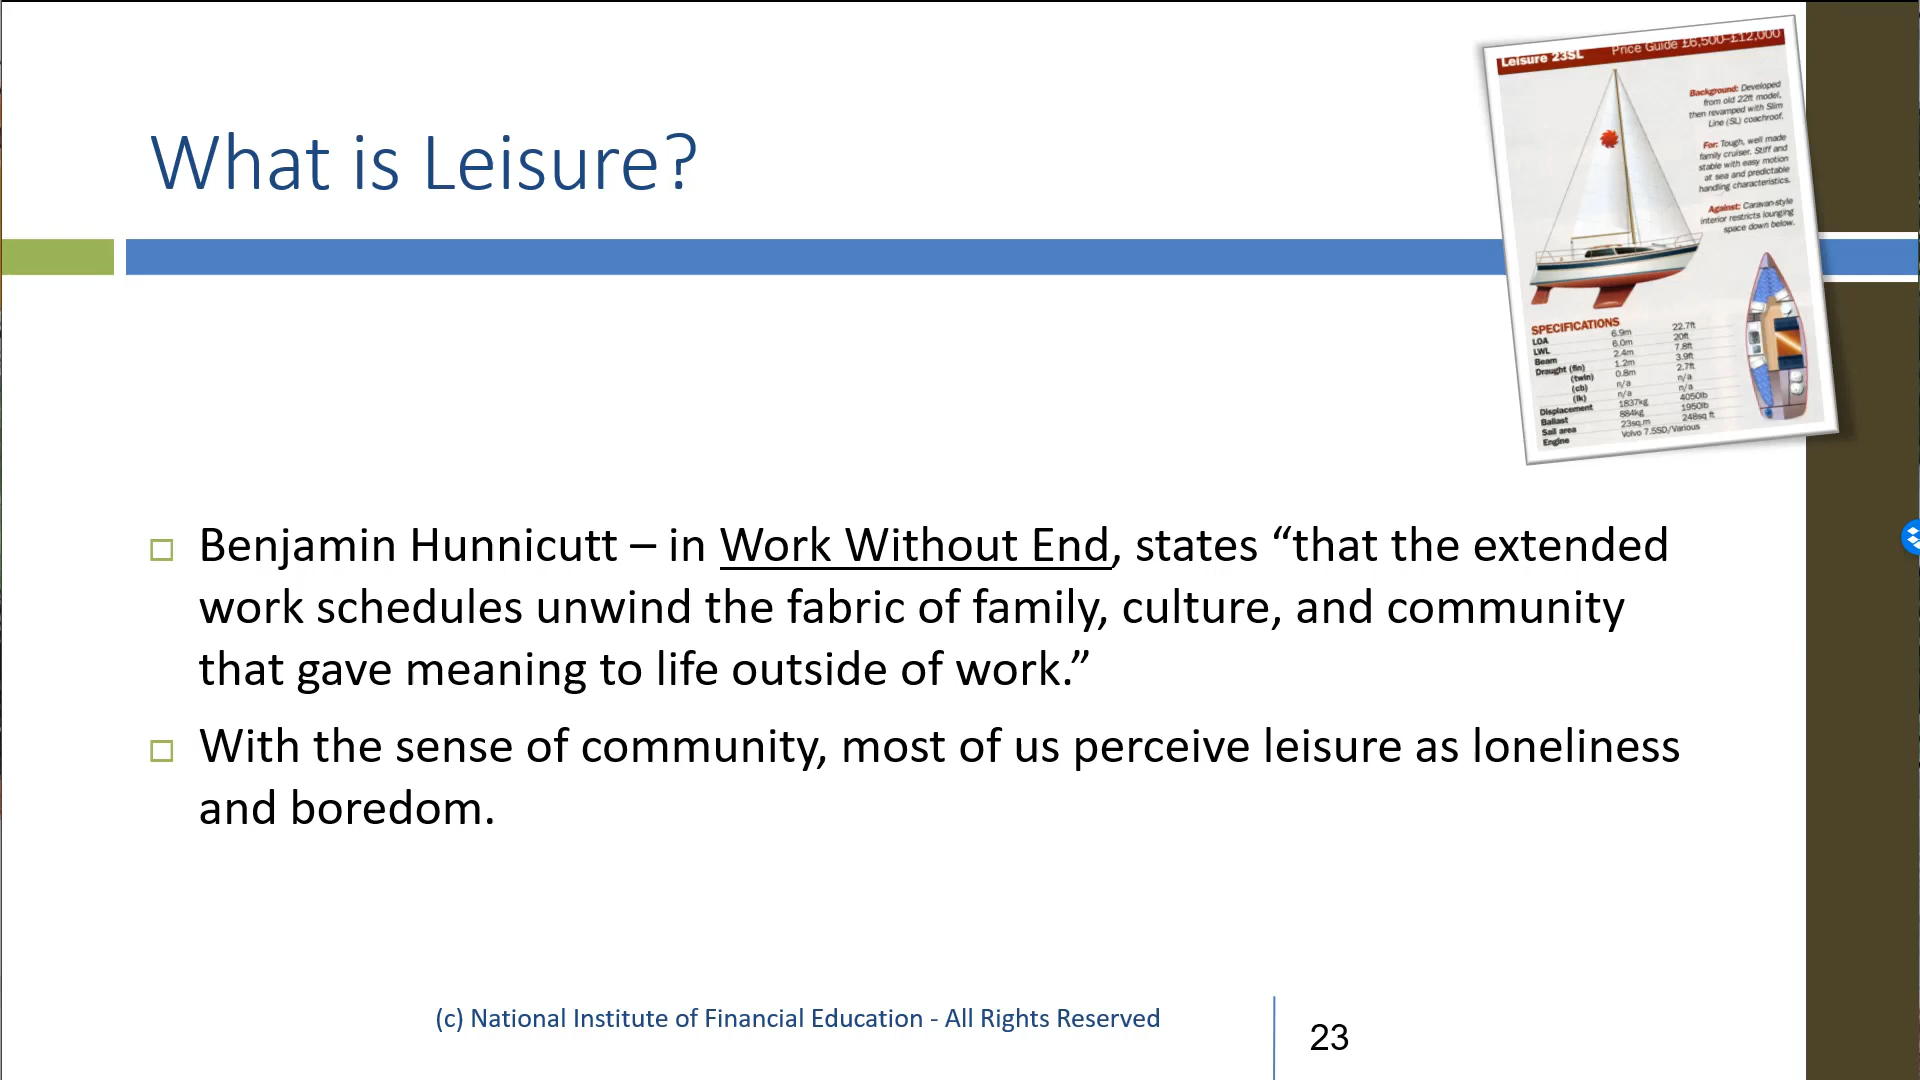 What is Leisure?
Leisure 23SL Price Guide £6,500–£12,000
Background: Developed
from old 22ft model,
then revamped with Slim
Line (SL) coachroof.
For: Tough, well made
family cruiser. Stiff and
stable with easy motion
at sea and predictable
handling characteristics.
Against: Caravan-style
interior restricts lounging
space down below.
SPECIFICATIONS
LOA 6.9m 22.7ft
LWL 6.0m 20ft
Beam 2.4m 7.8ft
Draught (fin) 1.2m 3.9ft
(twin) 0.8m 2.7ft
(cb) n/a n/a
(lk) n/a n/a
Displacement 1837kg 4050lb
Ballast 884kg 1950lb
Sail area 23sq.m 248sq ft
Engine Volvo 7.5SD/Various
□ Benjamin Hunnicutt – in Work Without End, states “that the extended
work schedules unwind the fabric of family, culture, and community
that gave meaning to life outside of work.”
□ With the sense of community, most of us perceive leisure as loneliness
and boredom.
(c) National Institute of Financial Education - All Rights Reserved
23